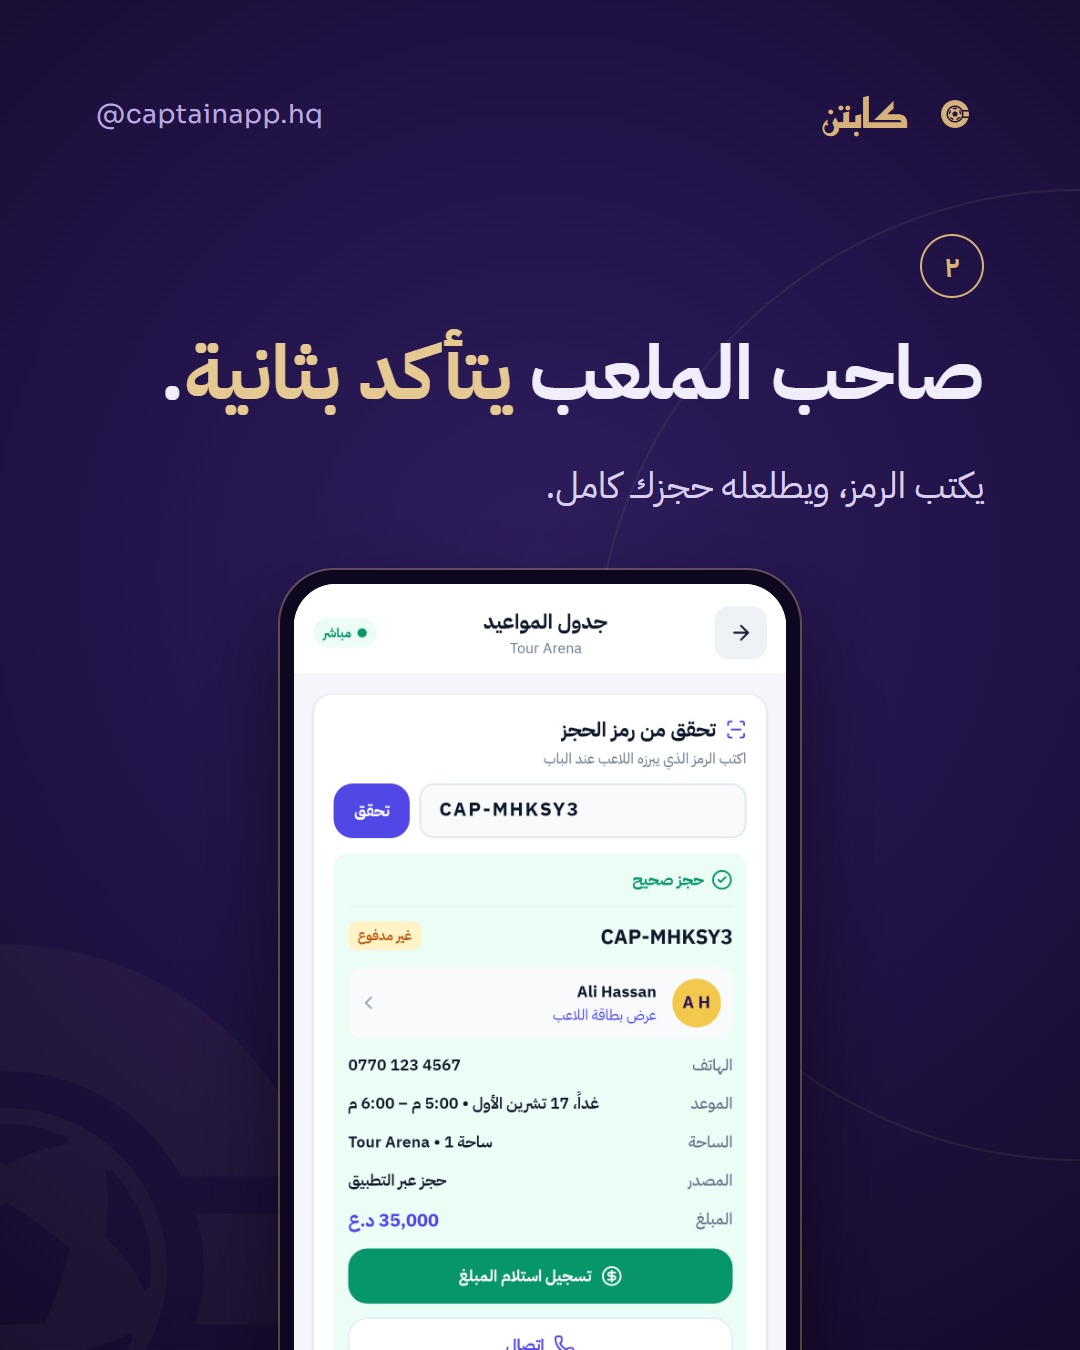 كابتن
@captainapp.hq
٢
صاحب الملعب يتأكد بثانية.
يكتب الرمز، ويطلعله حجزك كامل.
جدول المواعيد
Tour Arena
مباشر
تحقق من رمز الحجز
اكتب الرمز الذي يبرزه اللاعب عند الباب
CAP-MHKSY3
تحقق
حجز صحيح
CAP-MHKSY3
غير مدفوع
A H
Ali Hassan
عرض بطاقة اللاعب
الهاتف 0770 123 4567
الموعد غداً، 17 تشرين الأول • 5:00 م – 6:00 م
الساحة ساحة 1 • Tour Arena
المصدر حجز عبر التطبيق
المبلغ 35,000 د.ع
تسجيل استلام المبلغ
اتصال